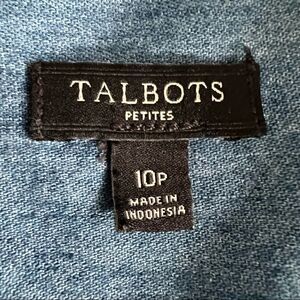 TALBOTS
PETITES
10P
MADE IN
INDONESIA